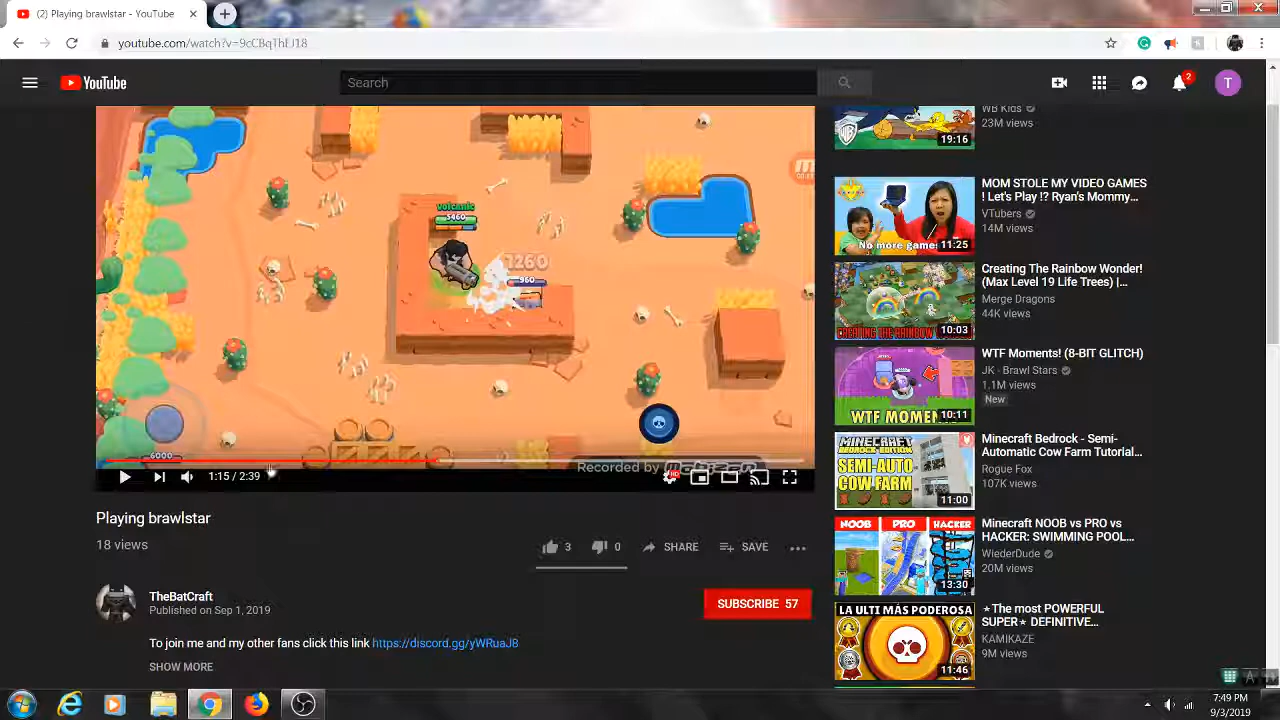 (2) Playing brawlstar - YouTube
youtube.com/watch?v=9cCBqThEJ18
YouTube
Search
2
T
volcanic
5460
1260
960
6000
Recorded by
1:15 / 2:39
HD
Playing brawlstar
18 views
3
0
SHARE
SAVE
TheBatCraft
Published on Sep 1, 2019
SUBSCRIBE 57
To join me and my other fans click this link https://discord.gg/yWRuaJ8
SHOW MORE
WB Kids
23M views
19:16
MOM STOLE MY VIDEO GAMES
! Let's Play !? Ryan's Mommy...
VTubers
14M views
No more games
11:25
Creating The Rainbow Wonder!
(Max Level 19 Life Trees) |...
Merge Dragons
44K views
CREATING THE RAINBOW
10:03
WTF Moments! (8-BIT GLITCH)
JK - Brawl Stars
1.1M views
New
WTF MOMEN
10:11
Minecraft Bedrock - Semi-
Automatic Cow Farm Tutorial...
Rogue Fox
107K views
MINECRAFT
BEDROCK EDITION
SEMI-AUTO
COW FARM
11:00
Minecraft NOOB vs PRO vs
HACKER: SWIMMING POOL...
WiederDude
20M views
NOOB PRO HACKER
13:30
★The most POWERFUL
SUPER★ DEFINITIVE...
KAMIKAZE
9M views
LA ULTI MÁS PODEROSA
11:46
7:49 PM
9/3/2019